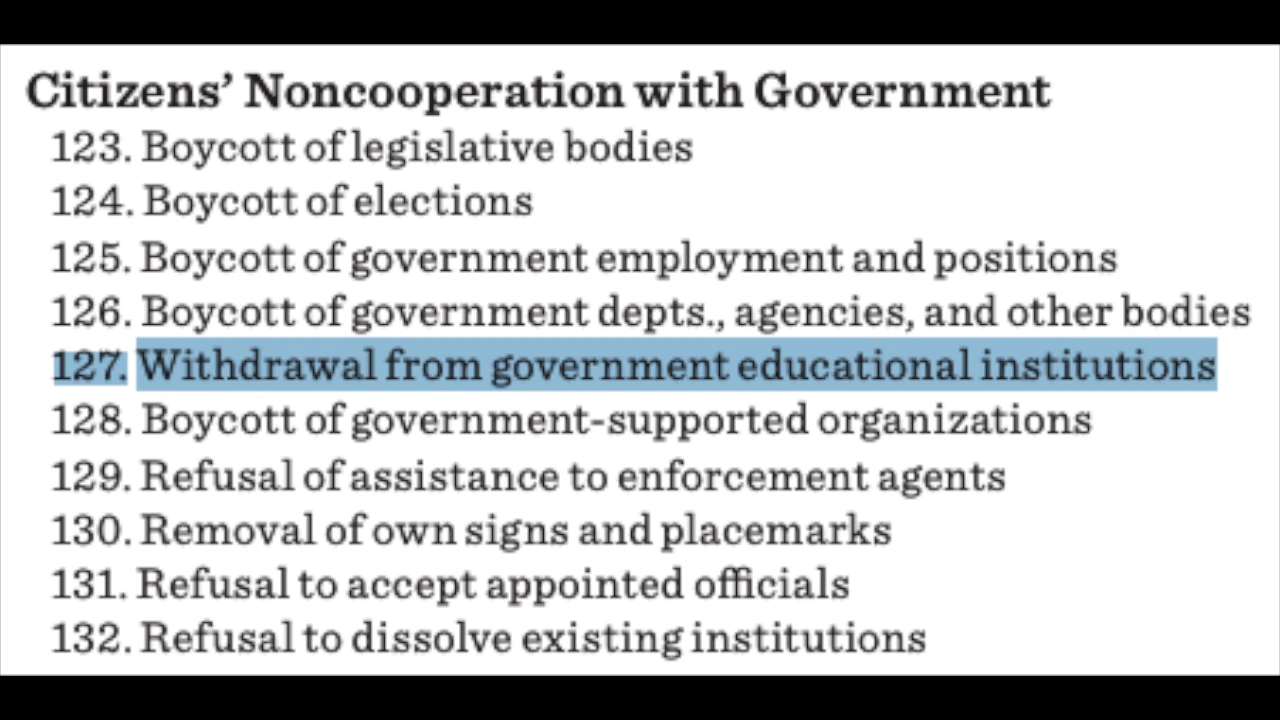 Citizens’ Noncooperation with Government
123. Boycott of legislative bodies
124. Boycott of elections
125. Boycott of government employment and positions
126. Boycott of government depts., agencies, and other bodies
127. Withdrawal from government educational institutions
128. Boycott of government-supported organizations
129. Refusal of assistance to enforcement agents
130. Removal of own signs and placemarks
131. Refusal to accept appointed officials
132. Refusal to dissolve existing institutions